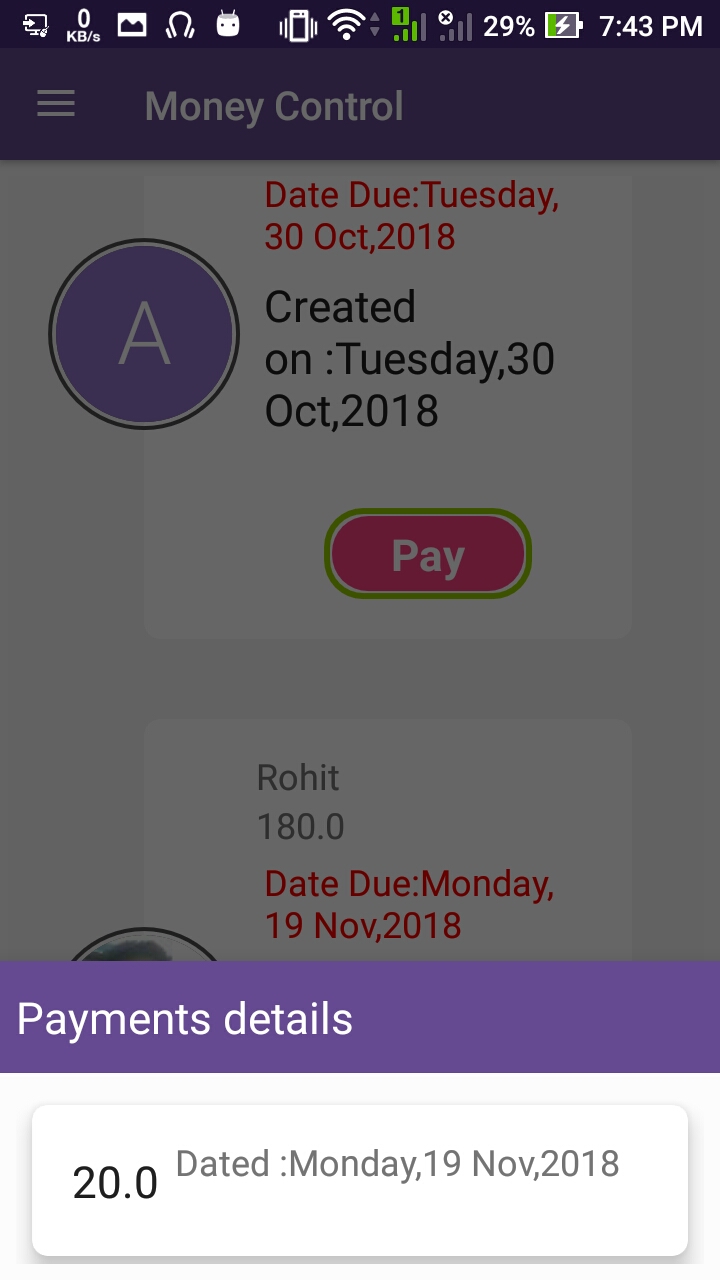 0 KB/s 1 29% 7:43 PM
Money Control
Date Due:Tuesday,
30 Oct,2018
A
Created
on :Tuesday,30
Oct,2018
Pay
Rohit
180.0
Date Due:Monday,
19 Nov,2018
Payments details
20.0 Dated :Monday,19 Nov,2018